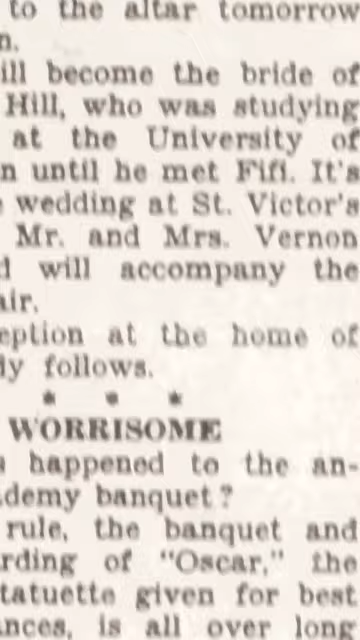 to the altar tomorrow
n.
ill become the bride of
Hill, who was studying
at the University of
n until he met Fifi. It's
wedding at St. Victor's
Mr. and Mrs. Vernon
d will accompany the
air.
eption at the home of
ly follows.
* * *
WORRISOME
s happened to the an-
demy banquet?
rule, the banquet and
rding of "Oscar," the
tatuette given for best
ances, is all over long